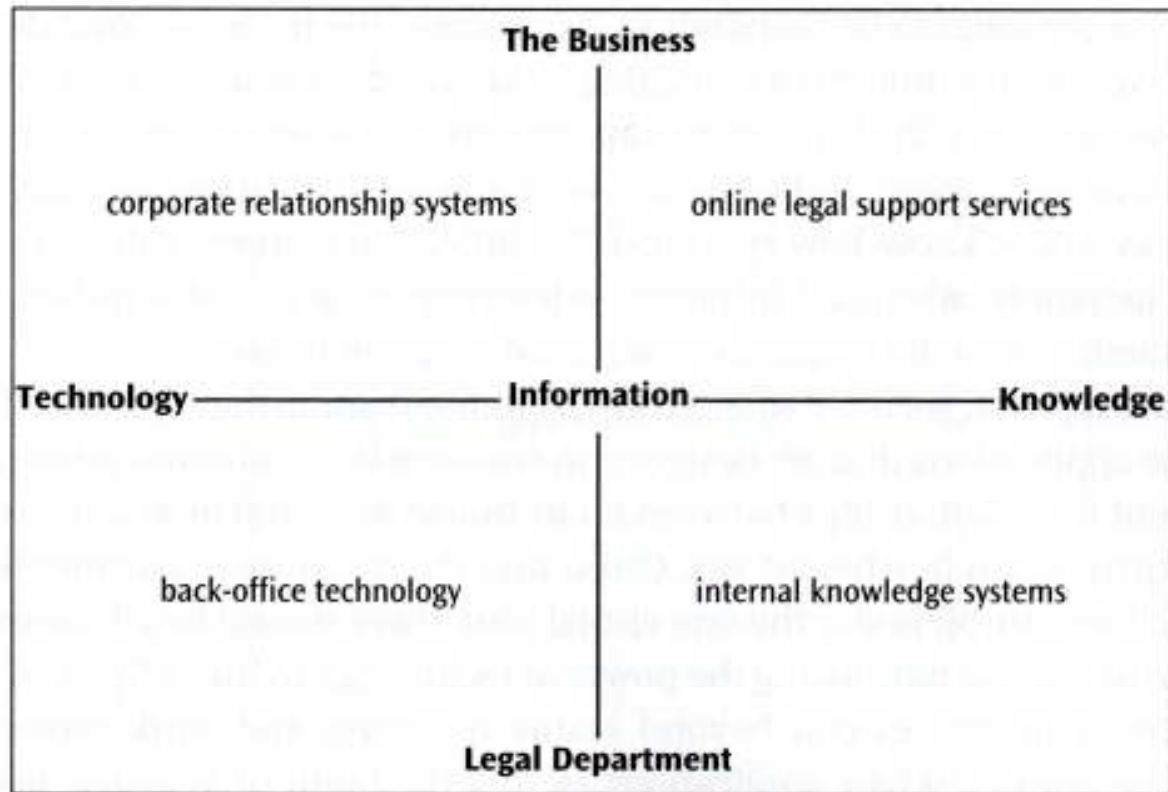 The Business
corporate relationship systems online legal support services
Technology Information Knowledge
back-office technology internal knowledge systems
Legal Department